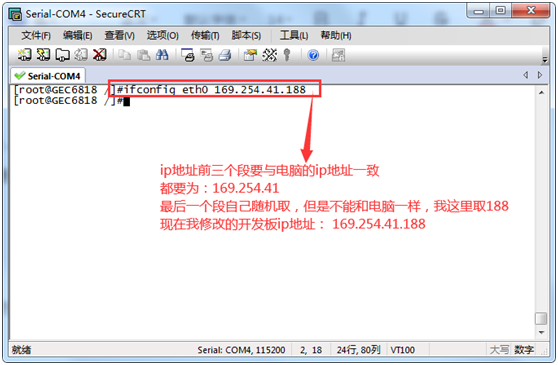 Serial-COM4 - SecureCRT
文件(F) 编辑(E) 查看(V) 选项(O) 传输(T) 脚本(S) 工具(L) 帮助(H)
Serial-COM4
[root@GEC6818 /]#ifconfig eth0 169.254.41.188
[root@GEC6818 /]#
ip地址前三个段要与电脑的ip地址一致
都要为：169.254.41
最后一个段自己随机取，但是不能和电脑一样，我这里取188
现在我修改的开发板ip地址： 169.254.41.188
就绪 Serial: COM4, 115200 2, 18 24行, 80列 VT100 大写 数字